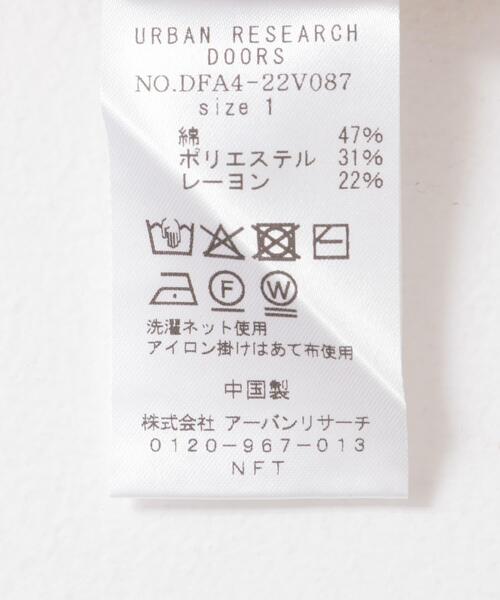 URBAN RESEARCH
DOORS
NO.DFA4-22V087
size 1
綿 47%
ポリエステル 31%
レーヨン 22%
F W
洗濯ネット使用
アイロン掛けはあて布使用
中国製
株式会社 アーバンリサーチ
0120-967-013
NFT